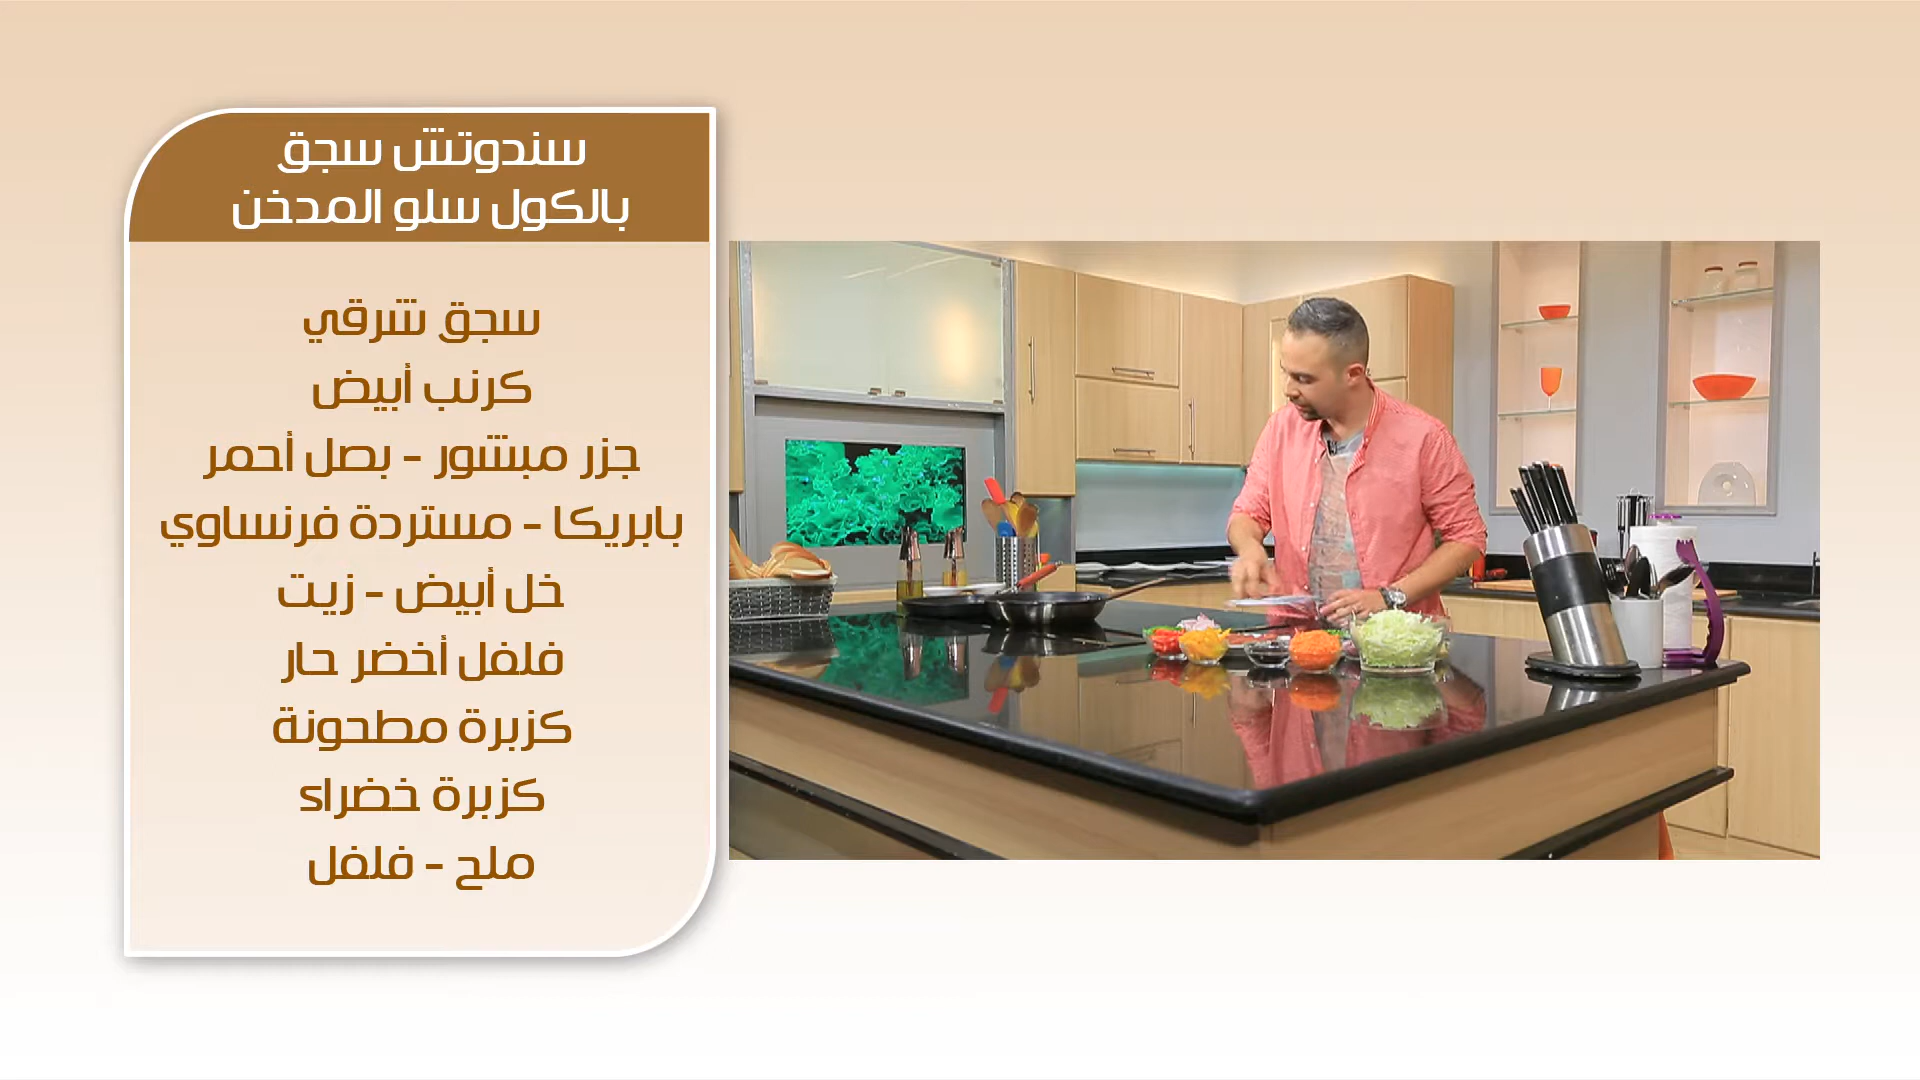 سندوتش سجق
بالكول سلو المدخن
سجق شرقي
كرنب أبيض
جزر مبشور - بصل أحمر
بابريكا - مستردة فرنساوي
خل أبيض - زيت
فلفل أخضر حار
كزبرة مطحونة
كزبرة خضراء
ملح - فلفل